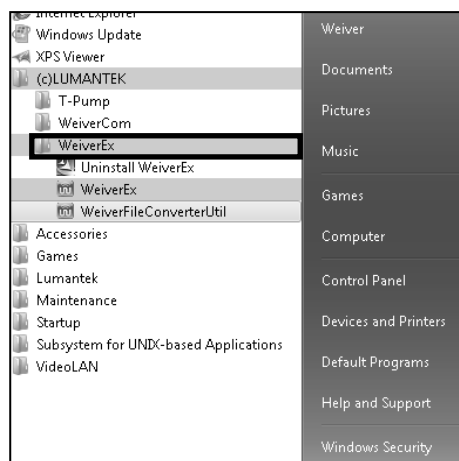 Internet Explorer
Windows Update
XPS Viewer
(c)LUMANTEK
T-Pump
WeiverCom
WeiverEx
Uninstall WeiverEx
WeiverEx
WeiverFileConverterUtil
Accessories
Games
Lumantek
Maintenance
Startup
Subsystem for UNIX-based Applications
VideoLAN
Weiver
Documents
Pictures
Music
Games
Computer
Control Panel
Devices and Printers
Default Programs
Help and Support
Windows Security